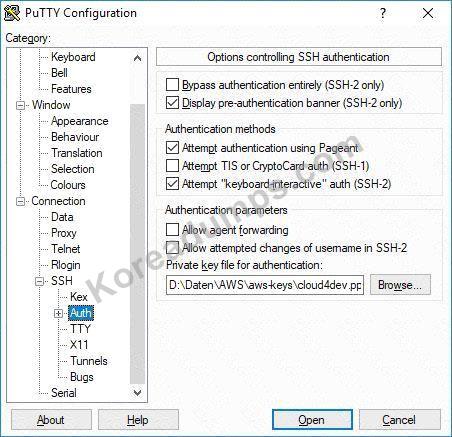 PuTTY Configuration
?
Category:
Keyboard
Bell
Features
Window
Appearance
Behaviour
Translation
Selection
Colours
Connection
Data
Proxy
Telnet
Rlogin
SSH
Kex
Auth
TTY
X11
Tunnels
Bugs
Serial
Options controlling SSH authentication
Bypass authentication entirely (SSH-2 only)
Display pre-authentication banner (SSH-2 only)
Authentication methods
Attempt authentication using Pageant
Attempt TIS or CryptoCard auth (SSH-1)
Attempt "keyboard-interactive" auth (SSH-2)
Authentication parameters
Allow agent forwarding
Allow attempted changes of username in SSH-2
Private key file for authentication:
D:\Daten\AWS\aws-keys\cloud4dev.pp
Browse...
About
Help
Open
Cancel
Koreadumps.com